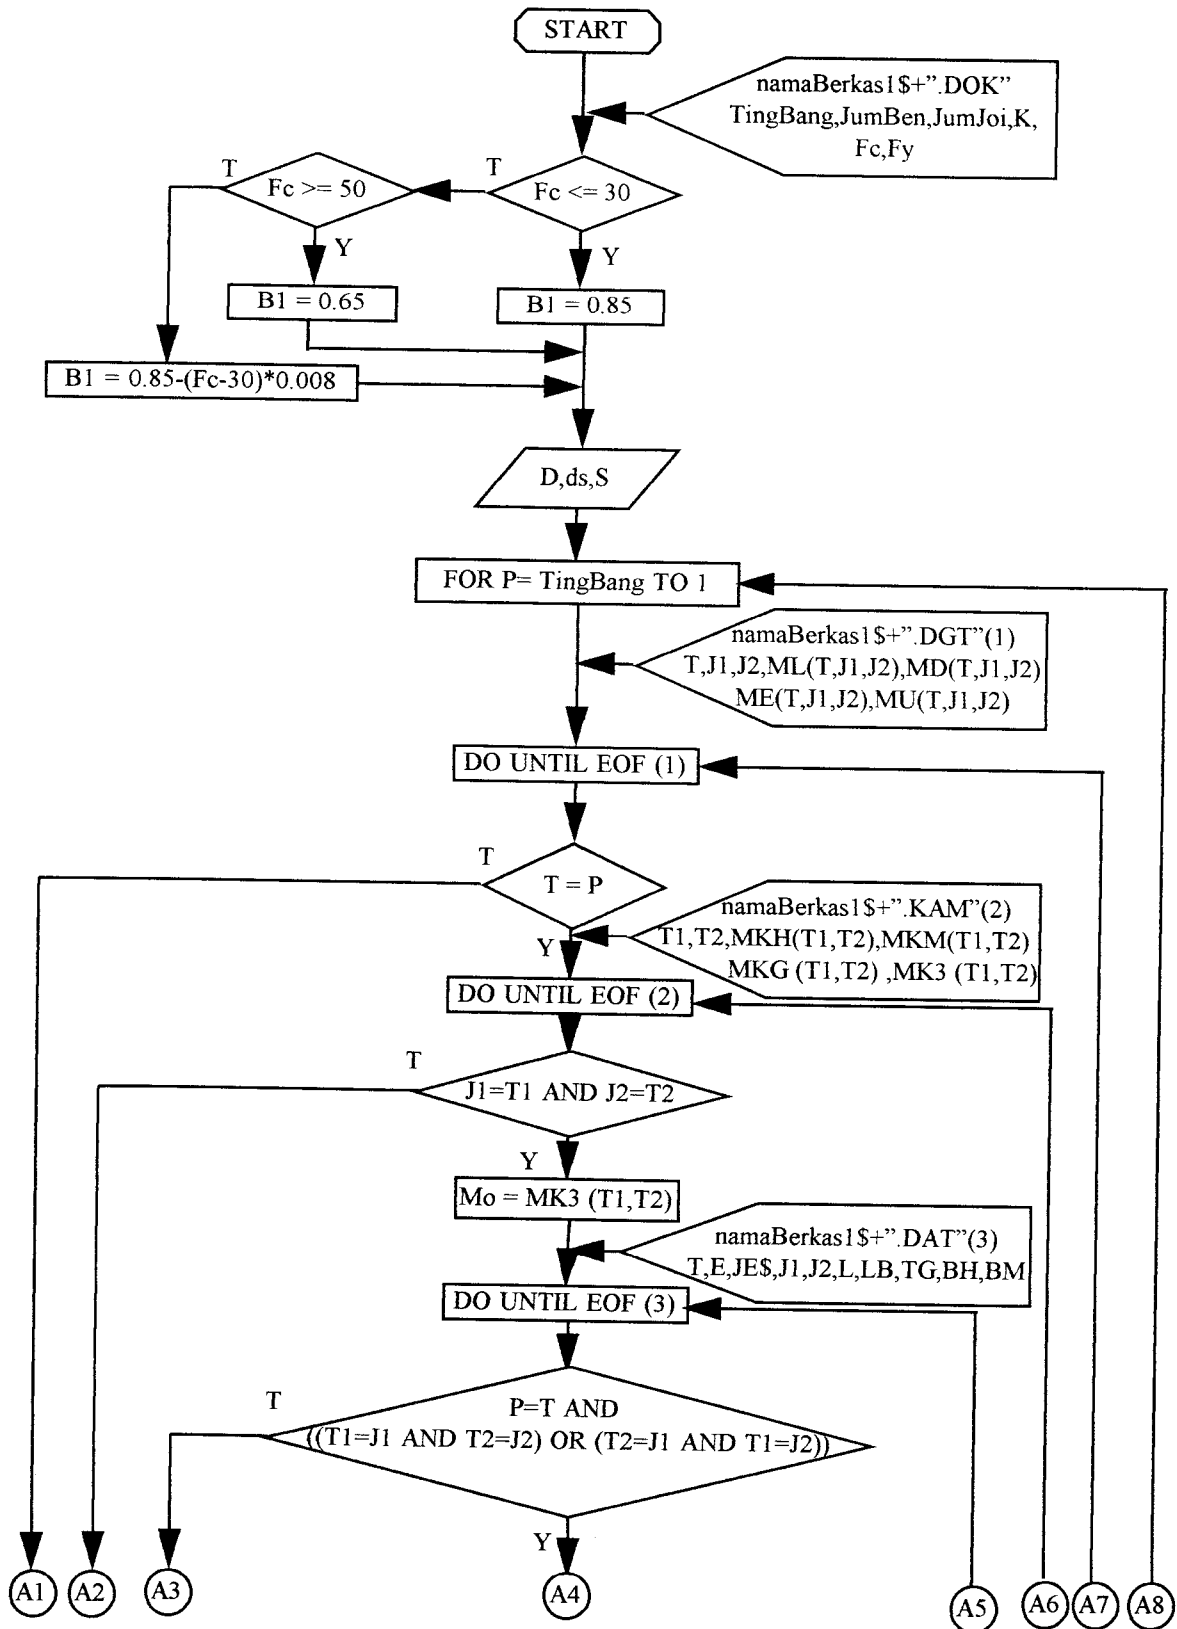 START
namaBerkas1$+".DOK"
TingBang,JumBen,JumJoi,K,
Fc,Fy
T
Fc >= 50
T
Fc <= 30
Y
Y
B1 = 0.65
B1 = 0.85
B1 = 0.85-(Fc-30)*0.008
D,ds,S
FOR P= TingBang TO 1
namaBerkas1$+".DGT"(1)
T,J1,J2,ML(T,J1,J2),MD(T,J1,J2)
ME(T,J1,J2),MU(T,J1,J2)
DO UNTIL EOF (1)
T
T = P
namaBerkas1$+".KAM"(2)
T1,T2,MKH(T1,T2),MKM(T1,T2)
MKG (T1,T2) ,MK3 (T1,T2)
Y
DO UNTIL EOF (2)
T
J1=T1 AND J2=T2
Y
Mo = MK3 (T1,T2)
namaBerkas1$+".DAT"(3)
T,E,JE$,J1,J2,L,LB,TG,BH,BM
DO UNTIL EOF (3)
T
P=T AND
((T1=J1 AND T2=J2) OR (T2=J1 AND T1=J2))
Y
A1
A2
A3
A4
A5
A6
A7
A8